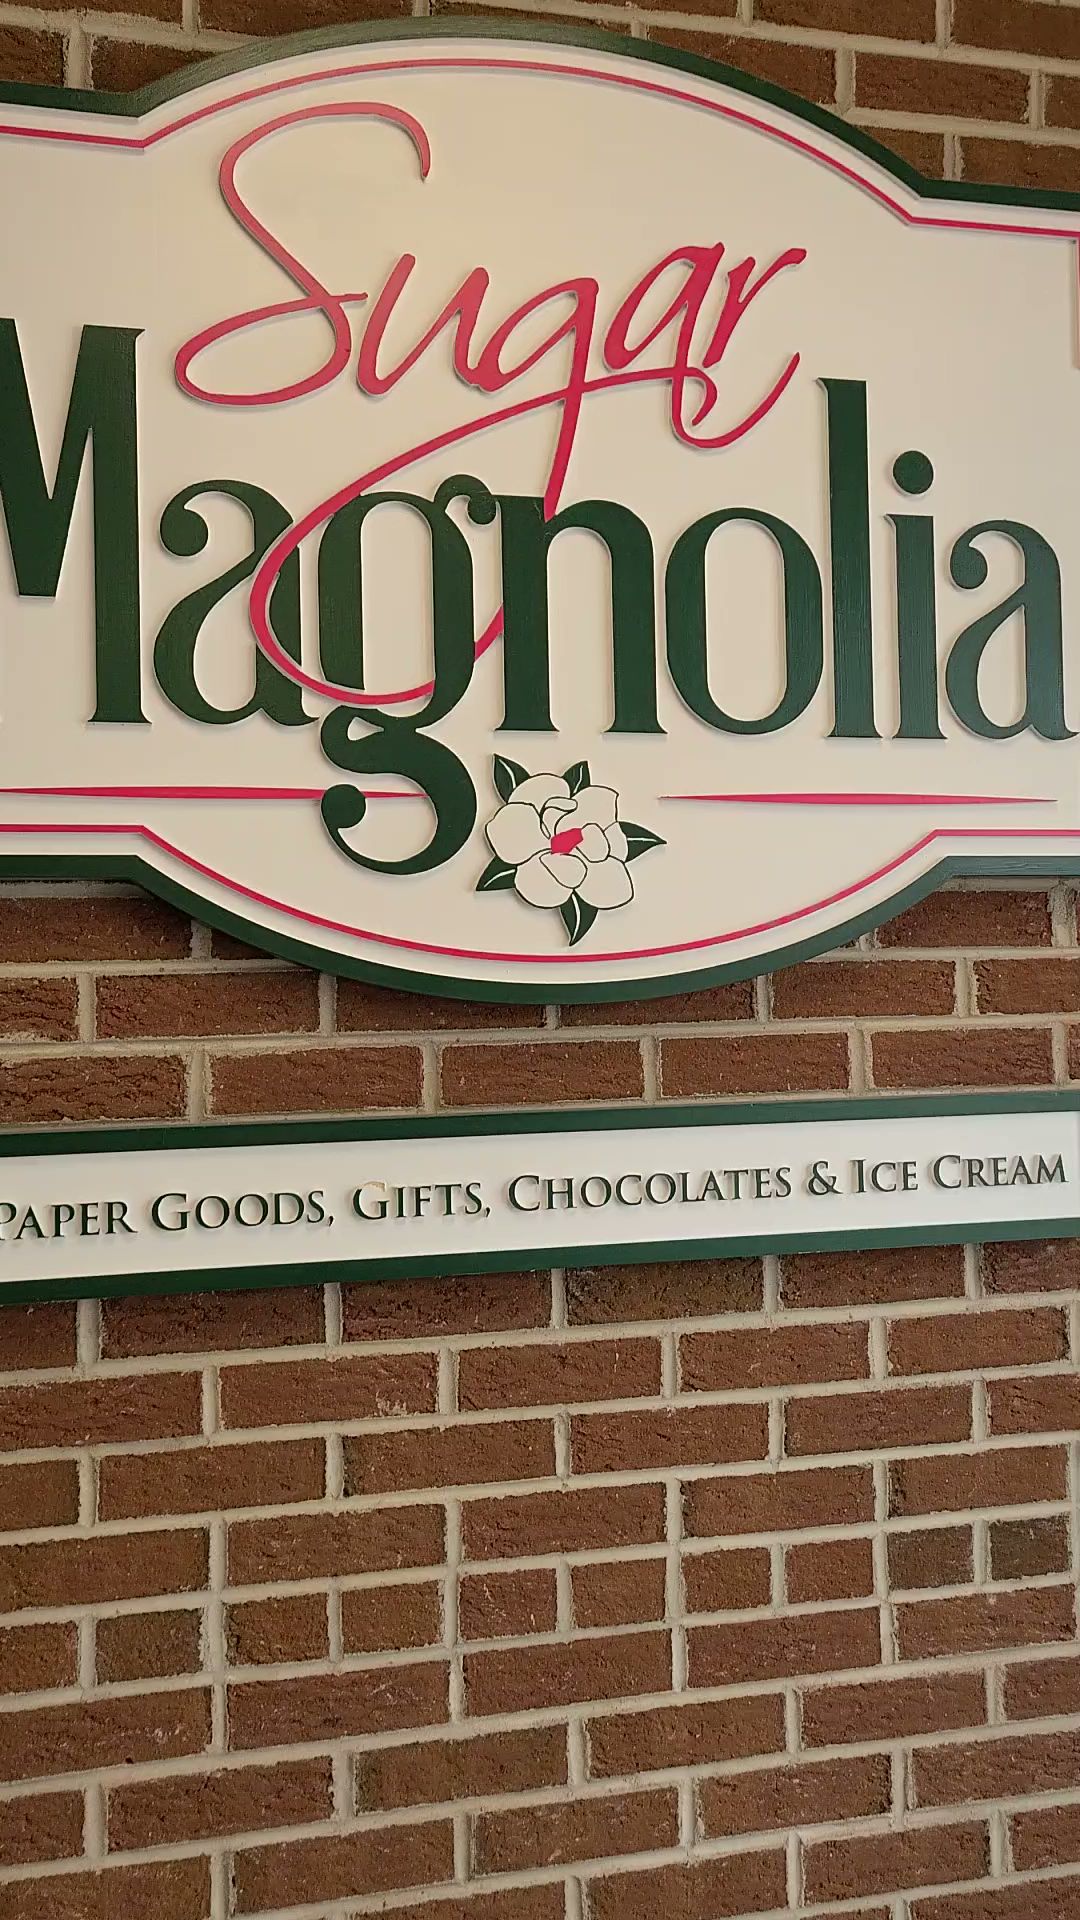 Sugar
Magnolia
PAPER GOODS, GIFTS, CHOCOLATES & ICE CREAM